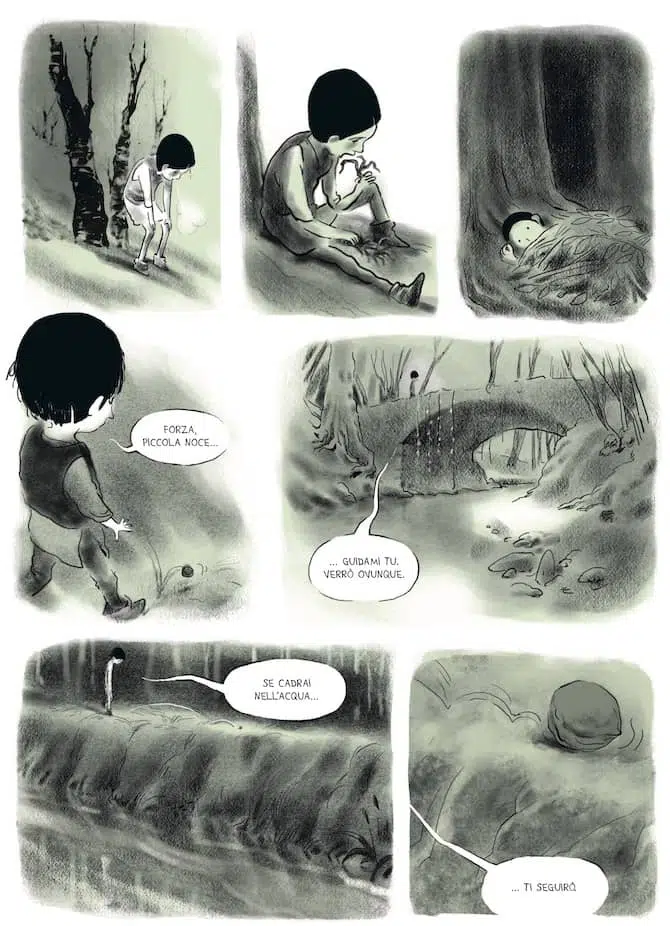 FORZA,
PICCOLA NOCE...
... GUIDAMI TU.
VERRÒ OVUNQUE.
SE CADRAI
NELL'ACQUA...
... TI SEGUIRÒ